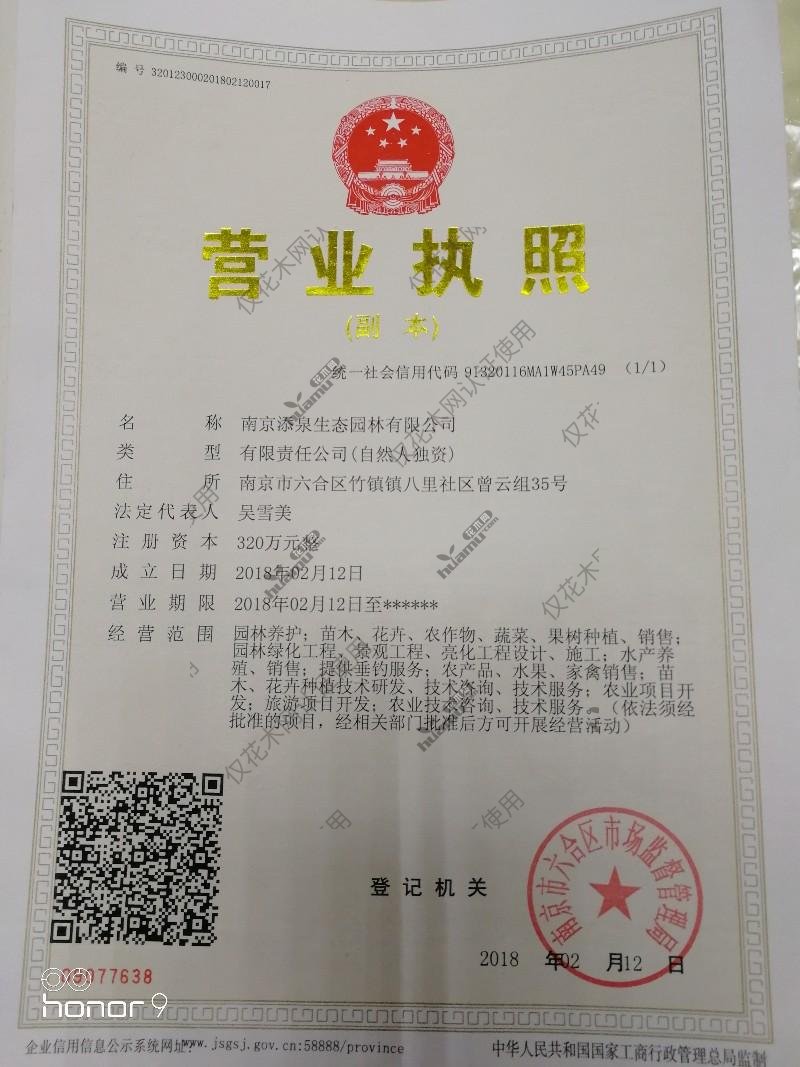 编 号 320123000201802120017
营业执照
(副 本)
统一社会信用代码 91320116MA1W45PA49 (1/1)
名 称 南京添泉生态园林有限公司
类 型 有限责任公司(自然人独资)
住 所 南京市六合区竹镇镇八里社区曾云组35号
法定代表人 吴雪美
注 册 资 本 320万元整
成 立 日 期 2018年02月12日
营 业 期 限 2018年02月12日至******
经 营 范 围 园林养护；苗木、花卉、农作物、蔬菜、果树种植、销售；
园林绿化工程、景观工程、亮化工程设计、施工；水产养
殖、销售；提供垂钓服务；农产品、水果、家禽销售；苗
木、花卉种植技术研发、技术咨询、技术服务；农业项目开
发；旅游项目开发；农业技术咨询、技术服务。（依法须经
批准的项目，经相关部门批准后方可开展经营活动）
登 记 机 关
南京市六合区市场监督管理局
2018 年02 月12 日
honor 9
企业信用信息公示系统网址：www.jsgsj.gov.cn:58888/province
中华人民共和国国家工商行政管理总局监制
仅花木网认证使用
花木网
huamu.com